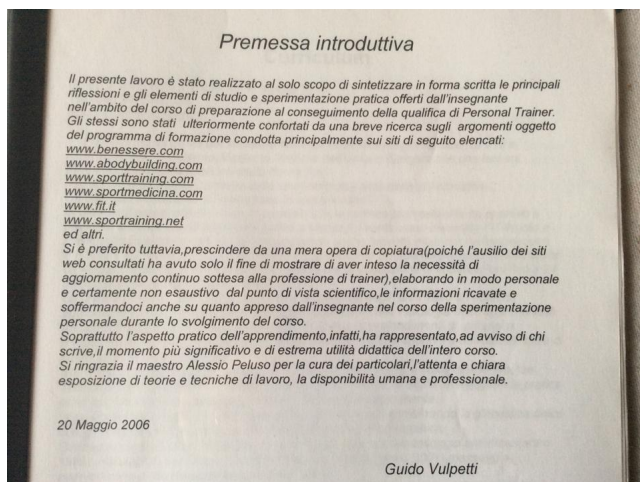 Premessa introduttiva
Il presente lavoro è stato realizzato al solo scopo di sintetizzare in forma scritta le principali
riflessioni e gli elementi di studio e sperimentazione pratica offerti dall'insegnante
nell'ambito del corso di preparazione al conseguimento della qualifica di Personal Trainer.
Gli stessi sono stati ulteriormente confortati da una breve ricerca sugli argomenti oggetto
del programma di formazione condotta principalmente sui siti di seguito elencati:
www.benessere.com
www.abodybuilding.com
www.sporttraining.com
www.sportmedicina.com
www.fit.it
www.sportraining.net
ed altri.
Si è preferito tuttavia,prescindere da una mera opera di copiatura(poichè l'ausilio dei siti
web consultati ha avuto solo il fine di mostrare di aver inteso la necessità di
aggiornamento continuo sottesa alla professione di trainer),elaborando in modo personale
e certamente non esaustivo dal punto di vista scientifico,le informazioni ricavate e
soffermandoci anche su quanto appreso dall'insegnante nel corso della sperimentazione
personale durante lo svolgimento del corso.
Soprattutto l'aspetto pratico dell'apprendimento,infatti,ha rappresentato,ad avviso di chi
scrive,il momento più significativo e di estrema utilità didattica dell'intero corso.
Si ringrazia il maestro Alessio Peluso per la cura dei particolari,l'attenta e chiara
esposizione di teorie e tecniche di lavoro, la disponibilità umana e professionale.
20 Maggio 2006
Guido Vulpetti